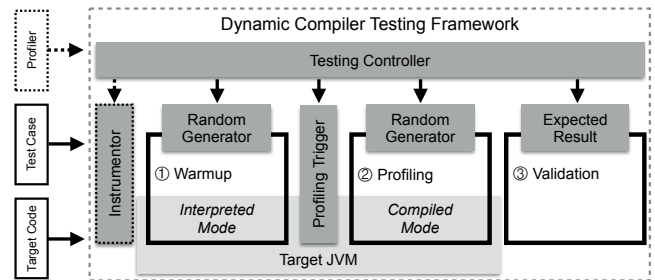 Dynamic Compiler Testing Framework
Profiler
Testing Controller
Test Case
Target Code
Instrumentor
Random
Generator
① Warmup
Interpreted
Mode
Profiling Trigger
Random
Generator
② Profiling
Compiled
Mode
Expected
Result
③ Validation
Target JVM